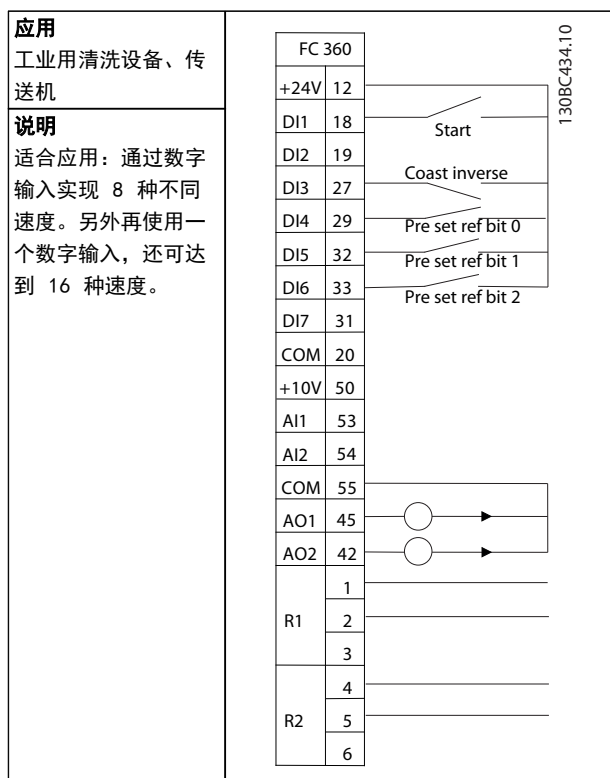 应用
工业用清洗设备、传
送机
说明
适合应用：通过数字
输入实现 8 种不同
速度。另外再使用一
个数字输入，还可达
到 16 种速度。
FC 360
+24V 12
DI1 18
DI2 19
DI3 27
DI4 29
DI5 32
DI6 33
DI7 31
COM 20
+10V 50
AI1 53
AI2 54
COM 55
AO1 45
AO2 42
R1
1
2
3
R2
4
5
6
Start
Coast inverse
Pre set ref bit 0
Pre set ref bit 1
Pre set ref bit 2
130BC434.10